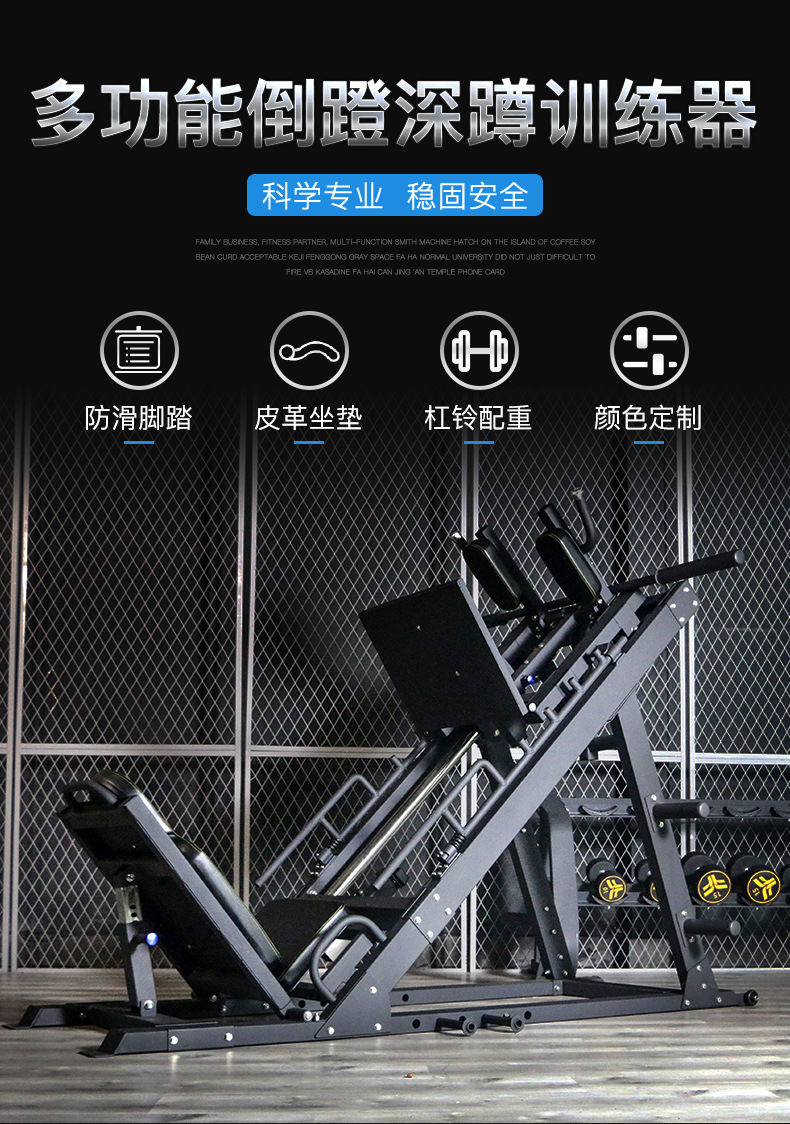 多功能倒蹬深蹲训练器
科学专业 稳固安全
FAMILY BUSINESS, FITNESS PARTNER, MULTI-FUNCTION SMITH MACHINE HATCH ON THE ISLAND OF COFFEE SOY
BEAN CURD ACCEPTABLE KEJI FENGGONG GRAY SPACE FA HA NORMAL UNIVERSITY DID NOT JUST DIFFICULT TO
FIRE VB KASADINE FA HAI CAN JING 'AN TEMPLE PHONE CARD
防滑脚踏 皮革坐垫 杠铃配重 颜色定制